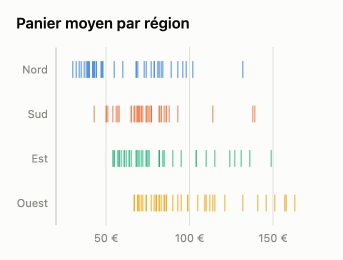 Panier moyen par région
Nord
Sud
Est
Ouest
50 € 100 € 150 €